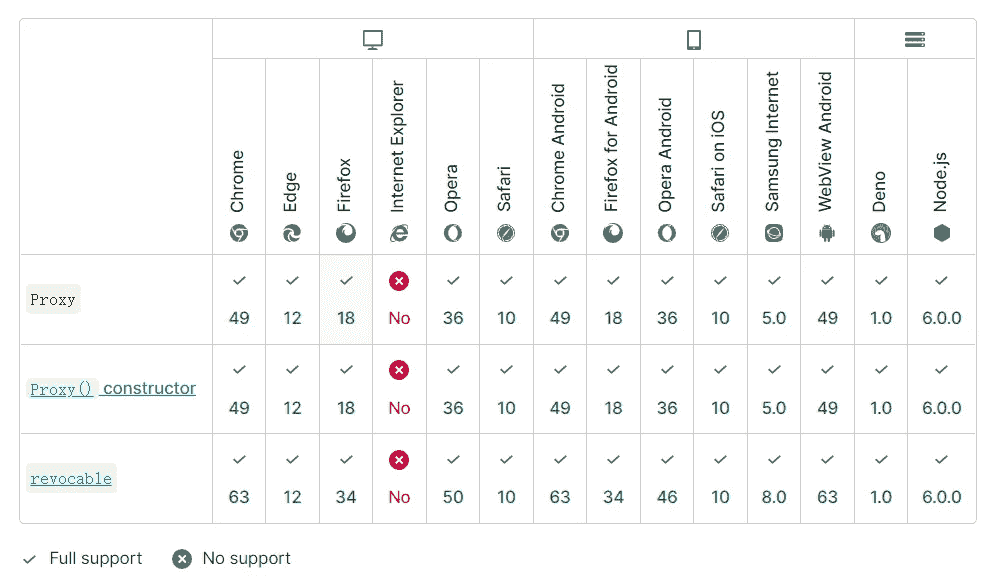 Chrome
Edge
Firefox
Internet Explorer
Opera
Safari
Chrome Android
Firefox for Android
Opera Android
Safari on iOS
Samsung Internet
WebView Android
Deno
Node.js
Proxy
49 12 18 No 36 10 49 18 36 10 5.0 49 1.0 6.0.0
Proxy() constructor
49 12 18 No 36 10 49 18 36 10 5.0 49 1.0 6.0.0
revocable
63 12 34 No 50 10 63 34 46 10 8.0 63 1.0 6.0.0
Full support No support